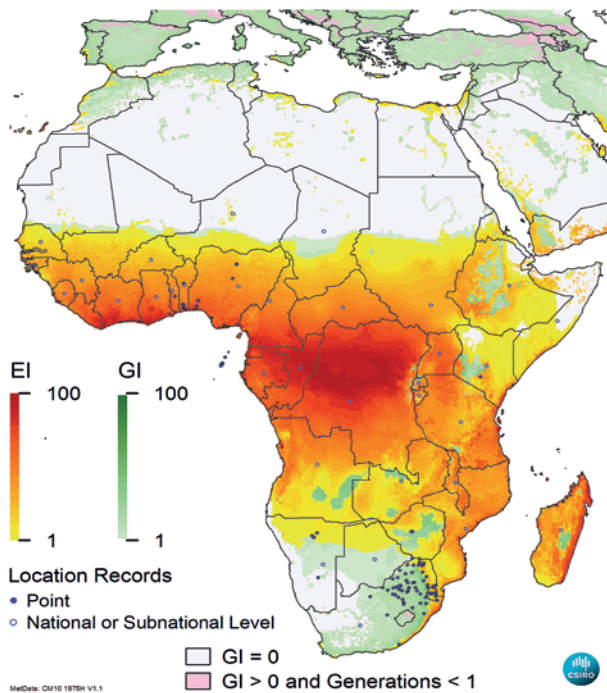 EI
GI
100
100
1
1
Location Records
Point
National or Subnational Level
GI = 0
GI > 0 and Generations < 1
MetData: CM10 1975H V1.1
CSIRO